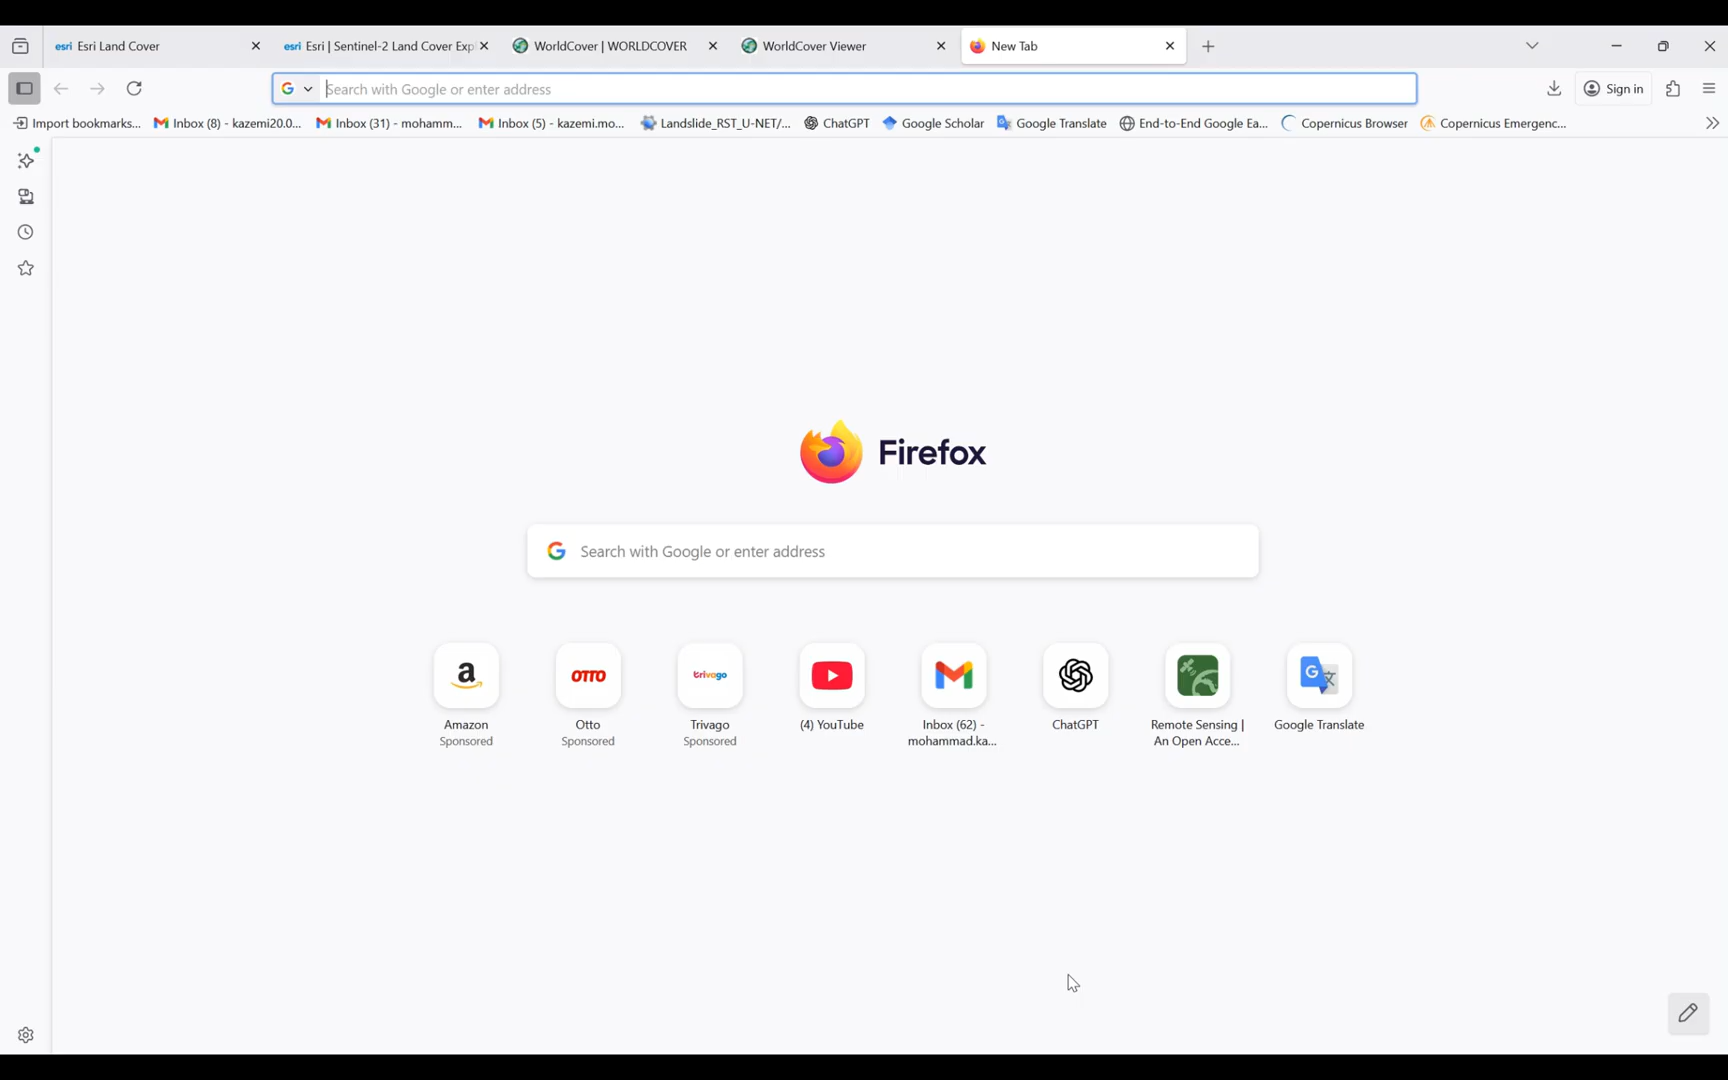 esri Esri Land Cover
esri Esri | Sentinel-2 Land Cover Exp
WorldCover | WORLDCOVER
WorldCover Viewer
New Tab
Search with Google or enter address
Sign in
Import bookmarks...
Inbox (8) - kazemi20.0...
Inbox (31) - mohamm...
Inbox (5) - kazemi.mo...
Landslide_RST_U-NET/...
ChatGPT
Google Scholar
Google Translate
End-to-End Google Ea...
Copernicus Browser
Copernicus Emergenc...
Firefox
Search with Google or enter address
OTTO
trivago
Amazon
Sponsored
Otto
Sponsored
Trivago
Sponsored
(4) YouTube
Inbox (62) -
mohammad.ka...
ChatGPT
Remote Sensing |
An Open Acce...
Google Translate